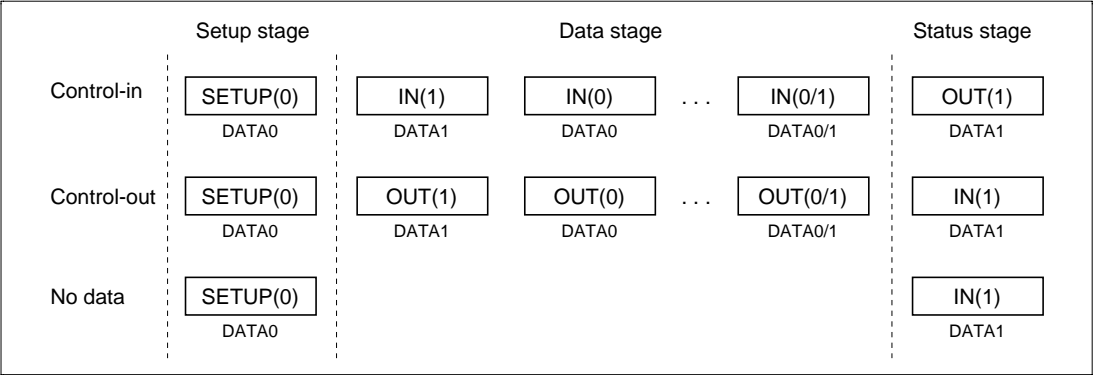 Setup stage Data stage Status stage
Control-in SETUP(0) IN(1) IN(0) . . . IN(0/1) OUT(1)
DATA0 DATA1 DATA0 DATA0/1 DATA1
Control-out SETUP(0) OUT(1) OUT(0) . . . OUT(0/1) IN(1)
DATA0 DATA1 DATA0 DATA0/1 DATA1
No data SETUP(0) IN(1)
DATA0 DATA1